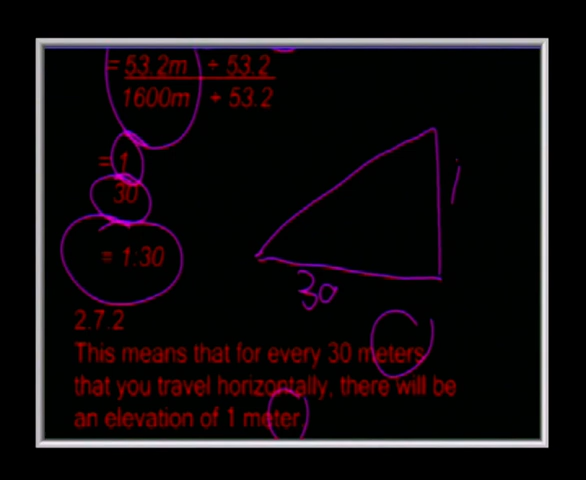 = 53.2m + 53.2
1600m + 53.2
= 1
30
= 1:30
1
30
2.7.2
This means that for every 30 meters
that you travel horizontally, there will be
an elevation of 1 meter